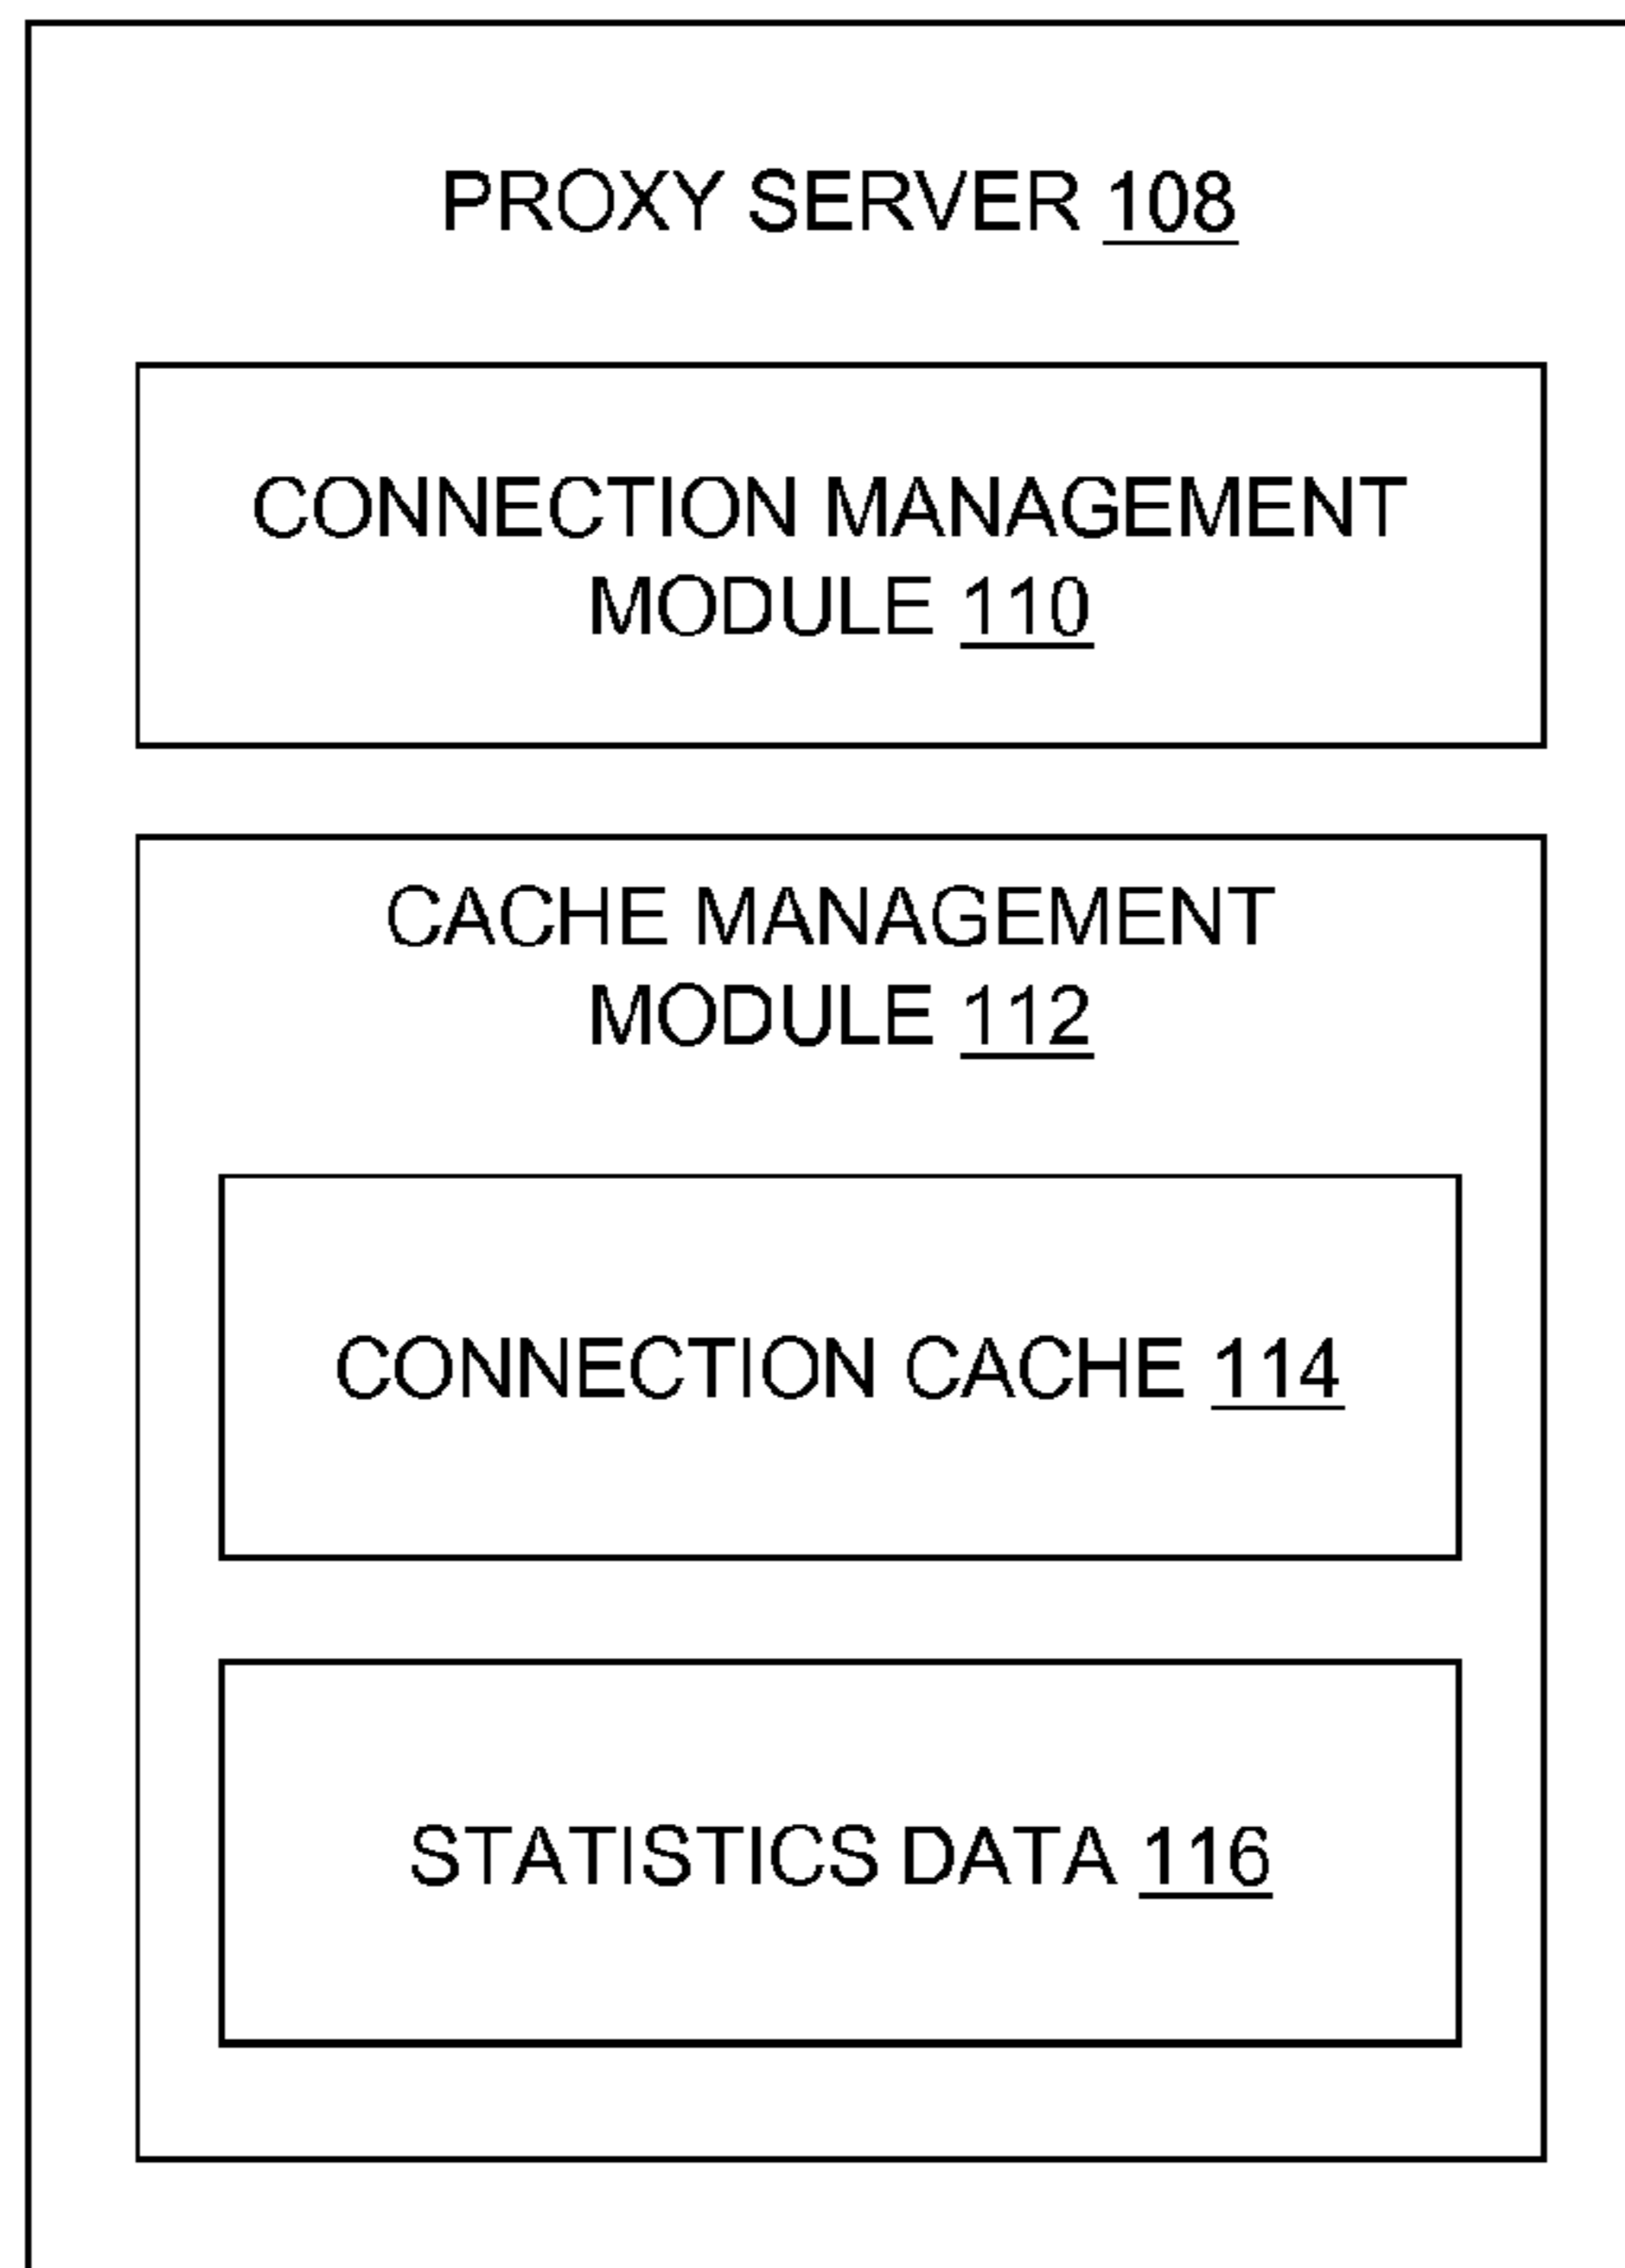 PROXY SERVER 108
CONNECTION MANAGEMENT
MODULE 110
CACHE MANAGEMENT
MODULE 112
CONNECTION CACHE 114
STATISTICS DATA 116